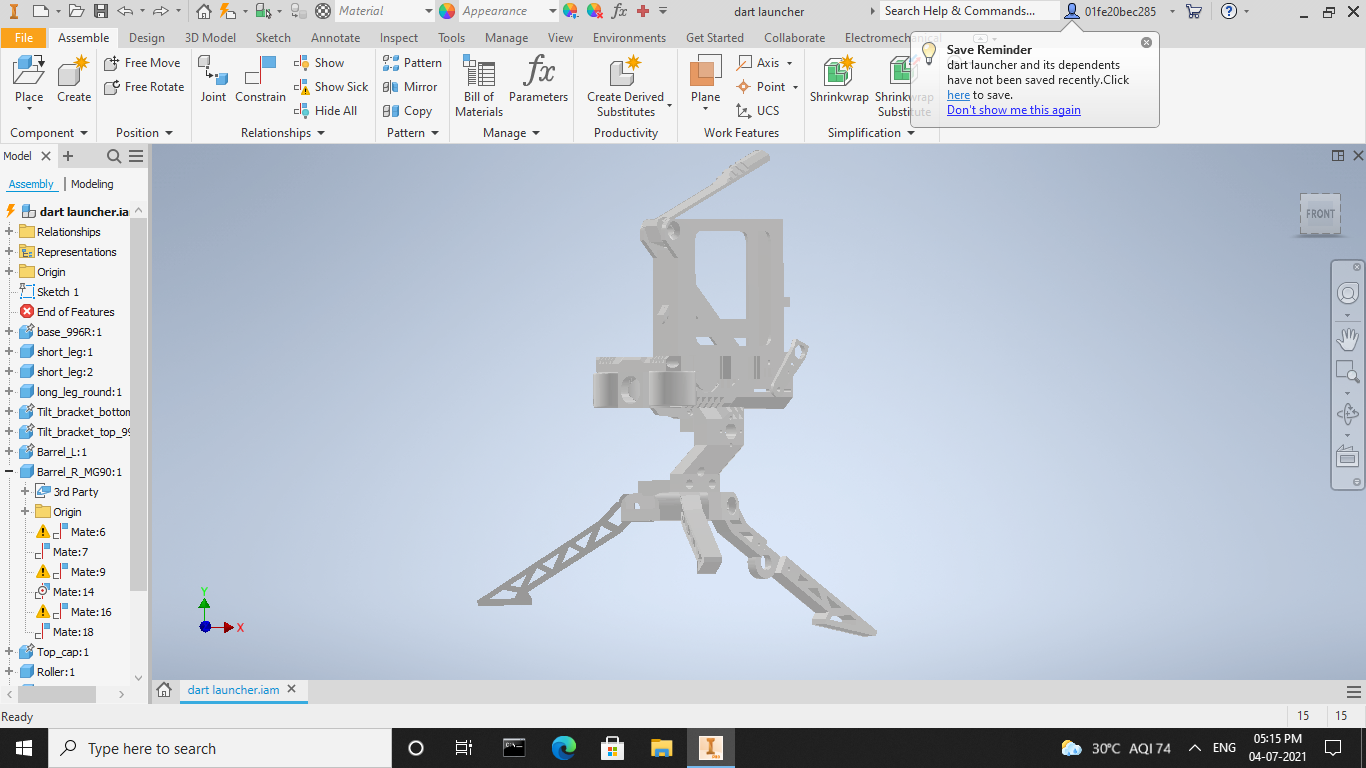 Material
Appearance
fx
dart launcher
Search Help & Commands...
01fe20bec285
File
Assemble
Design
3D Model
Sketch
Annotate
Inspect
Tools
Manage
View
Environments
Get Started
Collaborate
Electromechanical
Place
Create
Free Move
Free Rotate
Joint
Constrain
Show
Show Sick
Hide All
Pattern
Mirror
Copy
Bill of
Materials
fx
Parameters
Create Derived
Substitutes
Plane
Axis
Point
UCS
Shrinkwrap
Shrinkwrap
Substitute
Component
Position
Relationships
Pattern
Manage
Productivity
Work Features
Simplification
Save Reminder
dart launcher and its dependents
have not been saved recently.Click
here to save.
Don't show me this again
Model
Assembly
Modeling
dart launcher.ia
Relationships
Representations
Origin
Sketch 1
End of Features
base_996R:1
short_leg:1
short_leg:2
long_leg_round:1
Tilt_bracket_bottom
Tilt_bracket_top_99
Barrel_L:1
Barrel_R_MG90:1
3rd Party
Origin
Mate:6
Mate:7
Mate:9
Mate:14
Mate:16
Mate:18
Top_cap:1
Roller:1
FRONT
Y
X
dart launcher.iam
Ready
15
15
Type here to search
30°C AQI 74
ENG
05:15 PM
04-07-2021